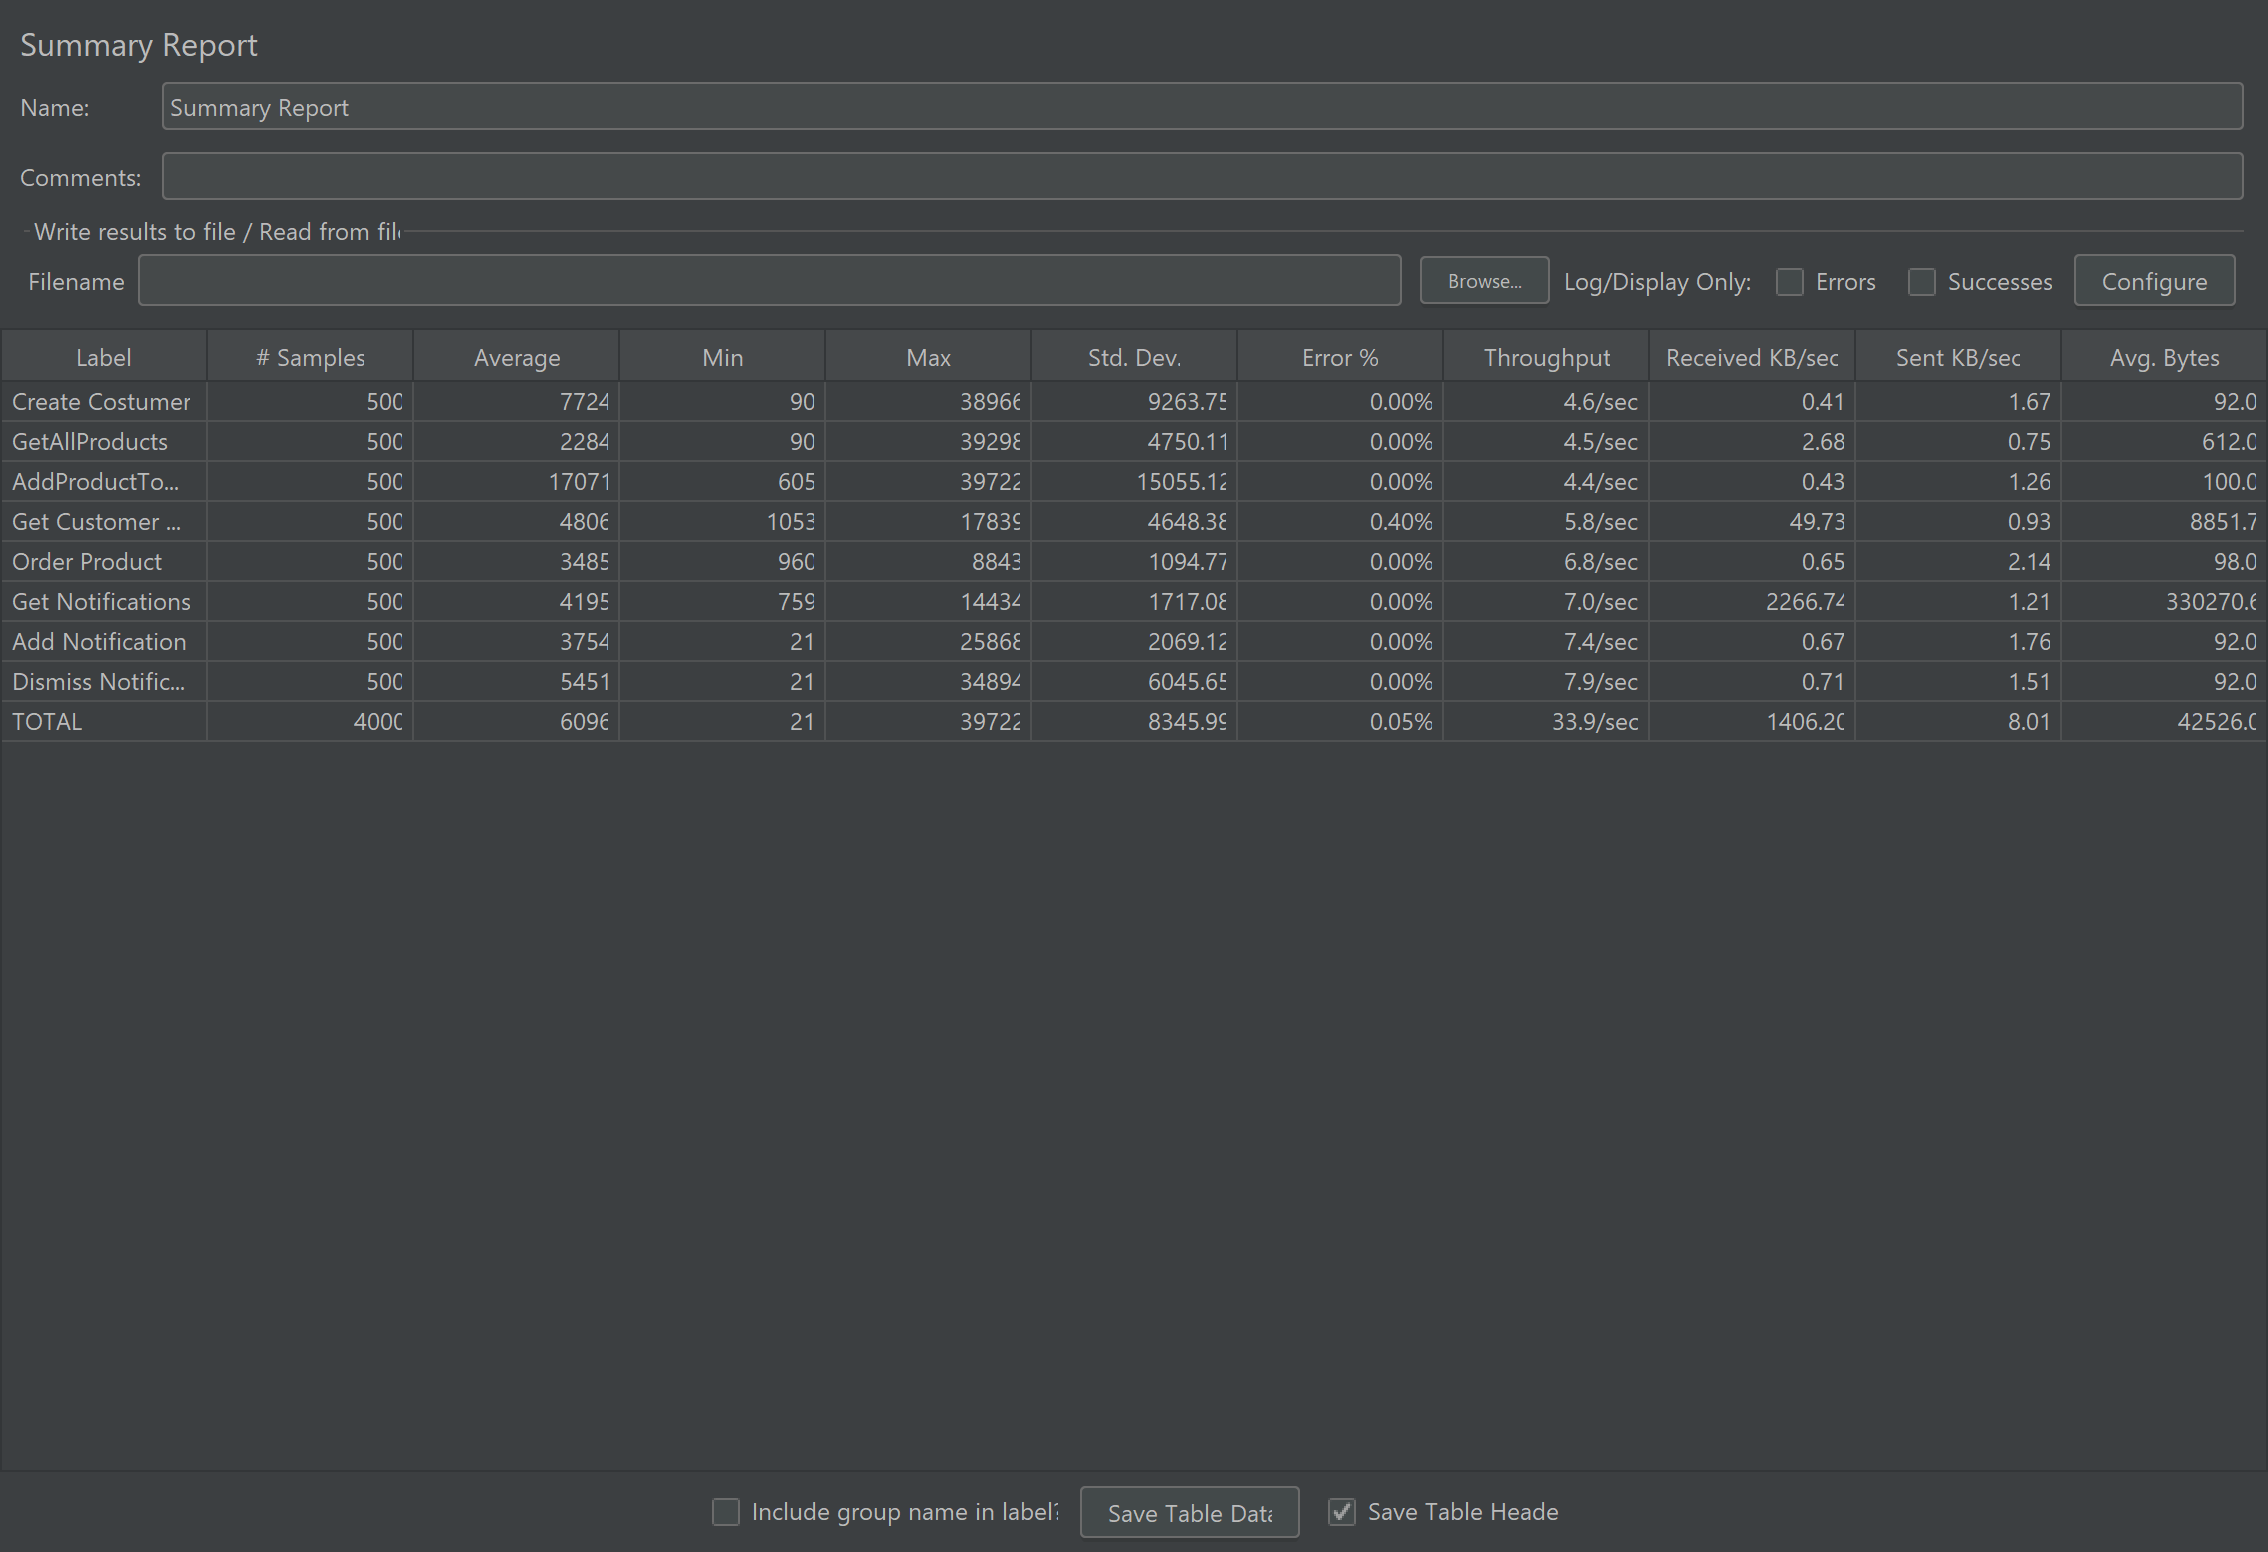 Summary Report
Name: Summary Report
Comments:
Write results to file / Read from file
Filename Browse... Log/Display Only: Errors Successes Configure
Label # Samples Average Min Max Std. Dev. Error % Throughput Received KB/sec Sent KB/sec Avg. Bytes
Create Costumer 500 7724 90 38966 9263.75 0.00% 4.6/sec 0.41 1.67 92.0
GetAllProducts 500 2284 90 39298 4750.11 0.00% 4.5/sec 2.68 0.75 612.0
AddProductTo... 500 17071 605 39722 15055.12 0.00% 4.4/sec 0.43 1.26 100.0
Get Customer ... 500 4806 1053 17839 4648.38 0.40% 5.8/sec 49.73 0.93 8851.7
Order Product 500 3485 960 8843 1094.77 0.00% 6.8/sec 0.65 2.14 98.0
Get Notifications 500 4195 759 14434 1717.08 0.00% 7.0/sec 2266.74 1.21 330270.6
Add Notification 500 3754 21 25868 2069.12 0.00% 7.4/sec 0.67 1.76 92.0
Dismiss Notific... 500 5451 21 34894 6045.65 0.00% 7.9/sec 0.71 1.51 92.0
TOTAL 4000 6096 21 39722 8345.99 0.05% 33.9/sec 1406.20 8.01 42526.0
Include group name in label? Save Table Data Save Table Heade